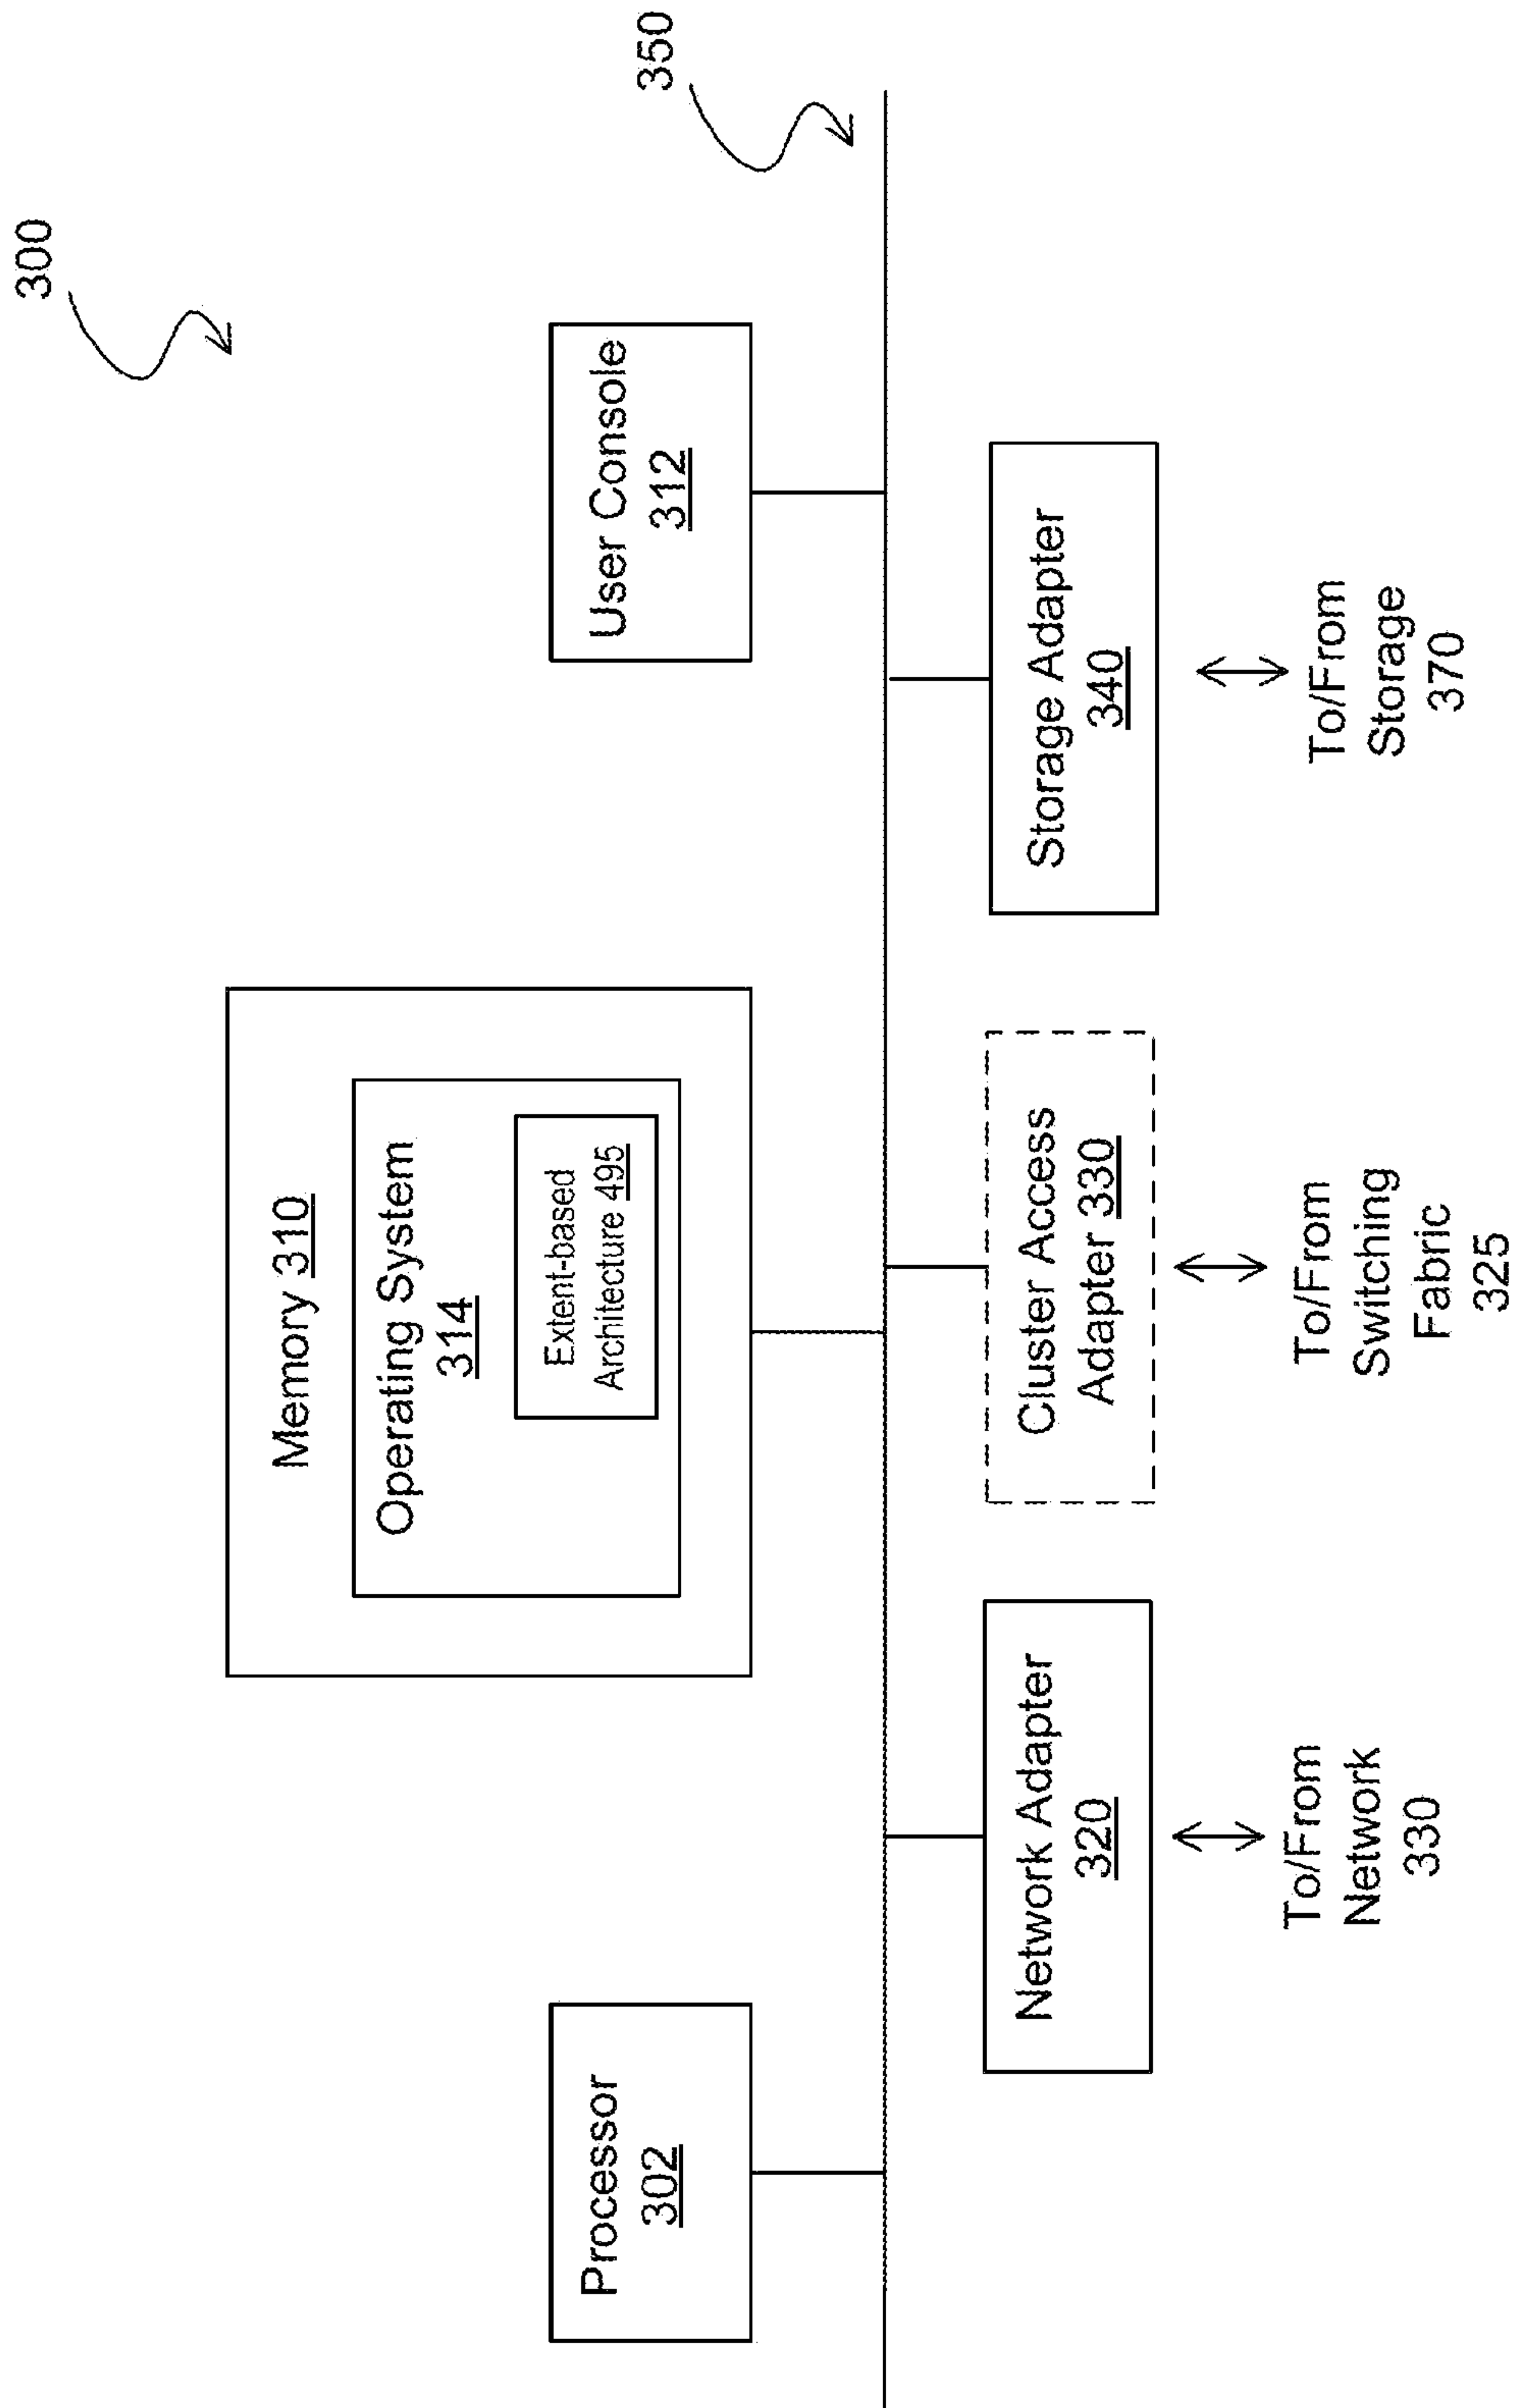 300
350
Processor
302
Memory 310
Operating System
314
Extent-based
Architecture 495
User Console
312
Network Adapter
320
Cluster Access
Adapter 330
Storage Adapter
340
To/From
Network
330
To/From
Switching
Fabric
325
To/From
Storage
370